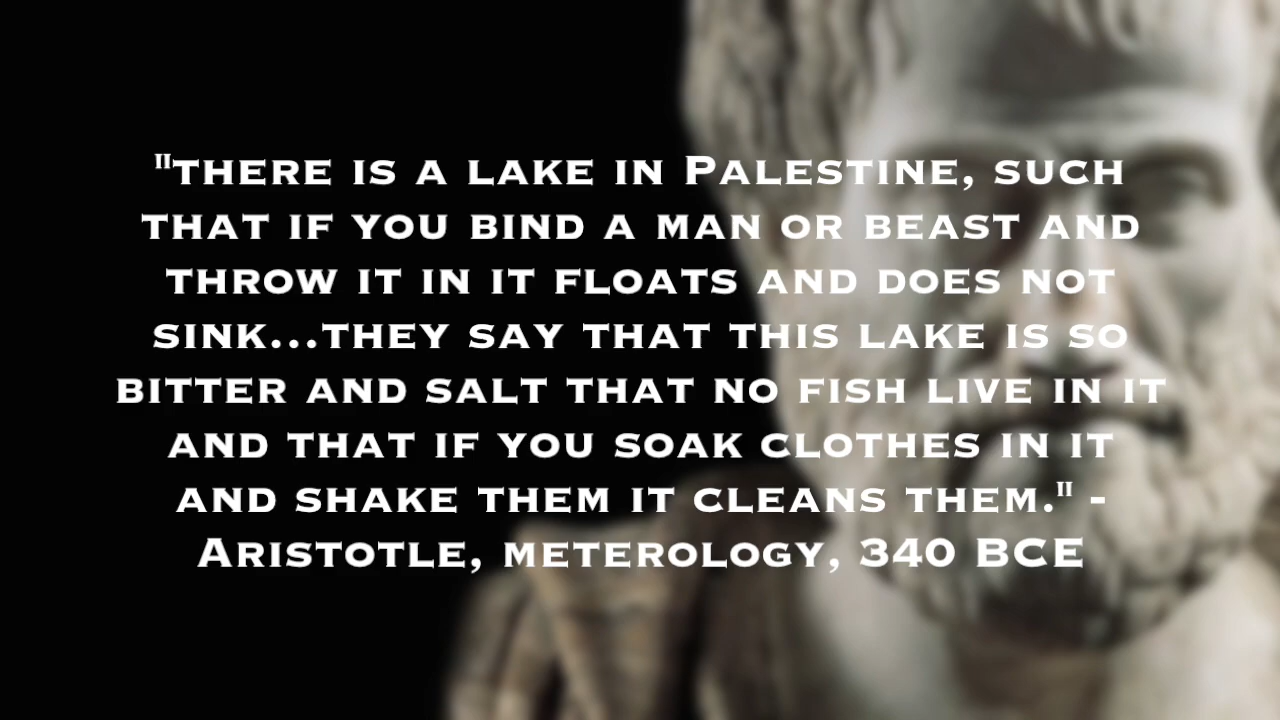 "there is a lake in Palestine, such
that if you bind a man or beast and
throw it in it floats and does not
sink...they say that this lake is so
bitter and salt that no fish live in it
and that if you soak clothes in it
and shake them it cleans them." -
Aristotle, meterology, 340 BCE